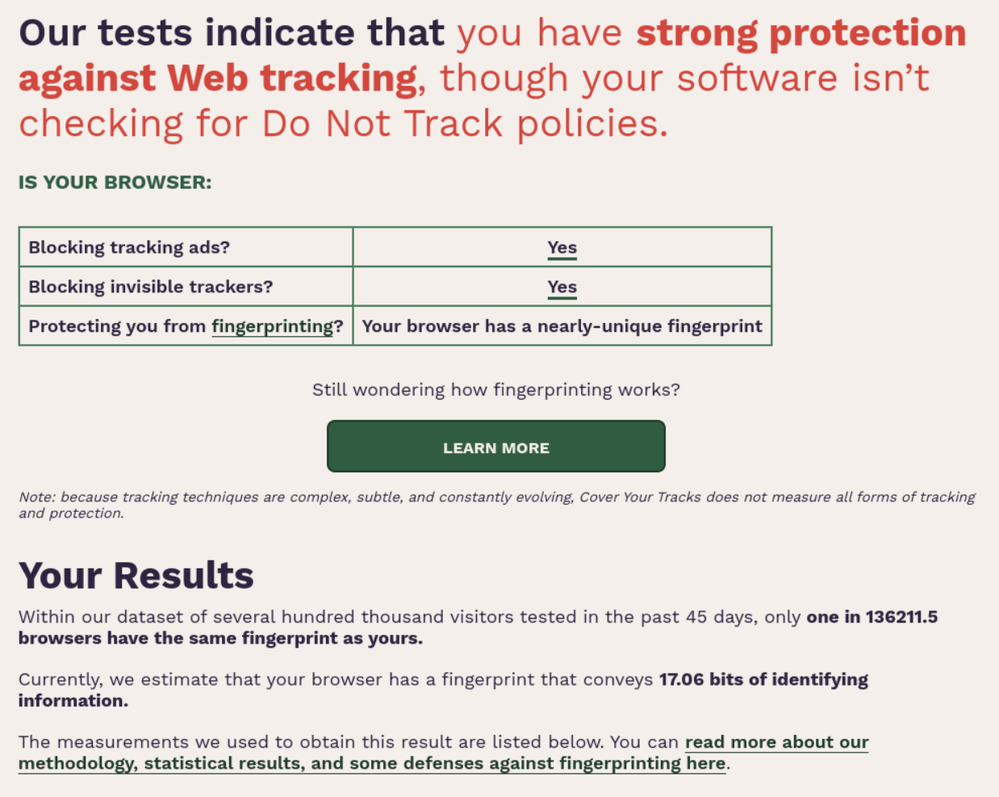 Our tests indicate that you have strong protection
against Web tracking, though your software isn’t
checking for Do Not Track policies.
IS YOUR BROWSER:
Blocking tracking ads? Yes
Blocking invisible trackers? Yes
Protecting you from fingerprinting? Your browser has a nearly-unique fingerprint
Still wondering how fingerprinting works?
LEARN MORE
Note: because tracking techniques are complex, subtle, and constantly evolving, Cover Your Tracks does not measure all forms of tracking
and protection.
Your Results
Within our dataset of several hundred thousand visitors tested in the past 45 days, only one in 136211.5
browsers have the same fingerprint as yours.
Currently, we estimate that your browser has a fingerprint that conveys 17.06 bits of identifying
information.
The measurements we used to obtain this result are listed below. You can read more about our
methodology, statistical results, and some defenses against fingerprinting here.